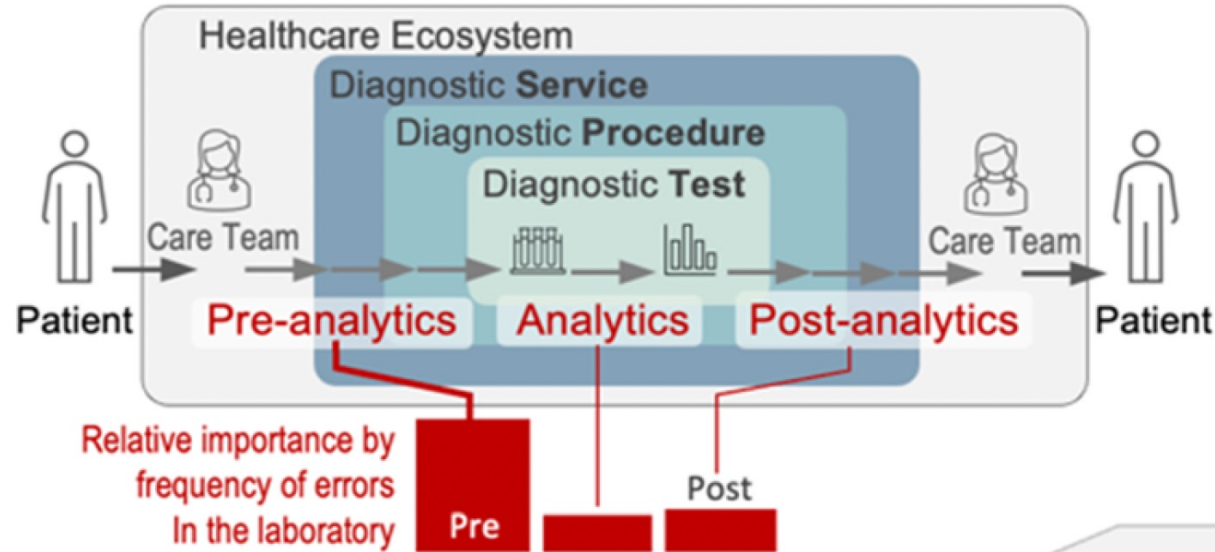 Healthcare Ecosystem
Diagnostic Service
Diagnostic Procedure
Diagnostic Test
Care Team
Care Team
Patient
Pre-analytics
Analytics
Post-analytics
Patient
Relative importance by
frequency of errors
In the laboratory
Pre
Post